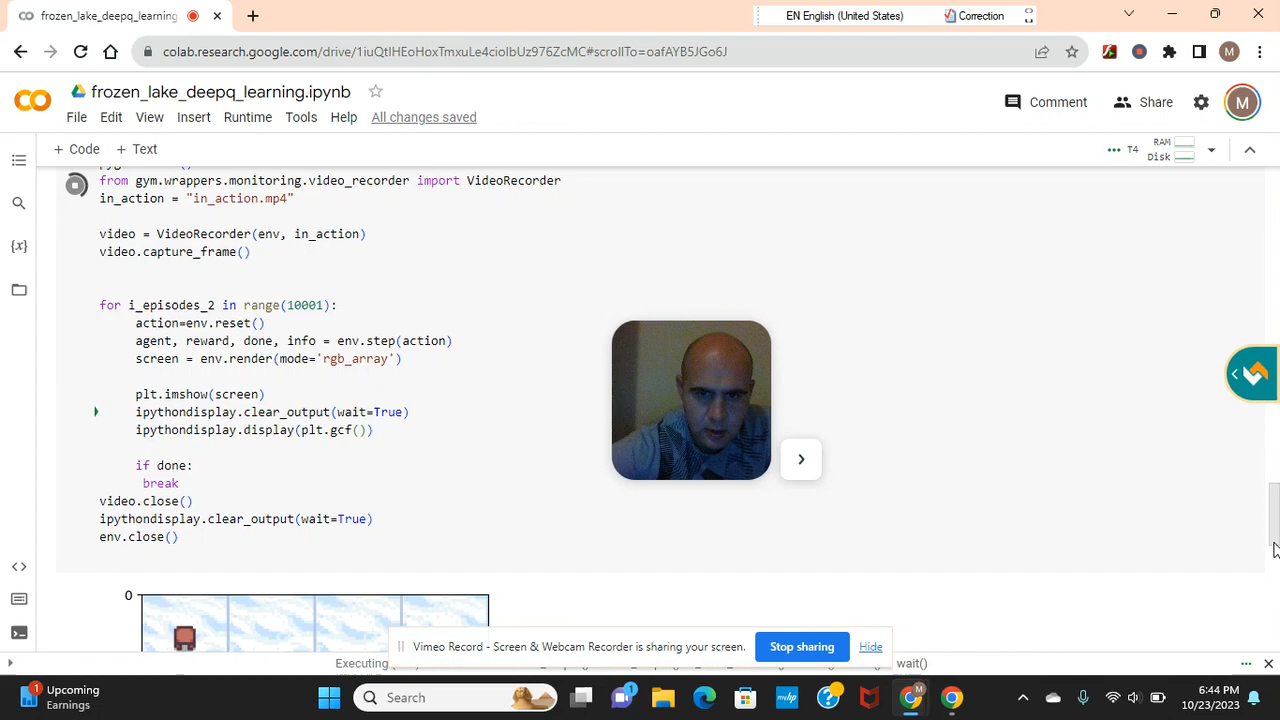 frozen_lake_deepq_learning
EN English (United States)
Correction
colab.research.google.com/drive/1iuQtlHEoHoxTmxuLe4cioIbUz976ZcMC#scrollTo=oafAYB5JGo6J
M
frozen_lake_deepq_learning.ipynb
Comment
Share
M
File Edit View Insert Runtime Tools Help All changes saved
+ Code + Text
T4
RAM
Disk
from gym.wrappers.monitoring.video_recorder import VideoRecorder
in_action = "in_action.mp4"
video = VideoRecorder(env, in_action)
video.capture_frame()
for i_episodes_2 in range(10001):
action=env.reset()
agent, reward, done, info = env.step(action)
screen = env.render(mode='rgb_array')
plt.imshow(screen)
ipythondisplay.clear_output(wait=True)
ipythondisplay.display(plt.gcf())
if done:
break
video.close()
ipythondisplay.clear_output(wait=True)
env.close()
0
Vimeo Record - Screen & Webcam Recorder is sharing your screen.
Stop sharing
Hide
Executing
wait()
1
Upcoming
Earnings
Search
1
M
6:44 PM
10/23/2023